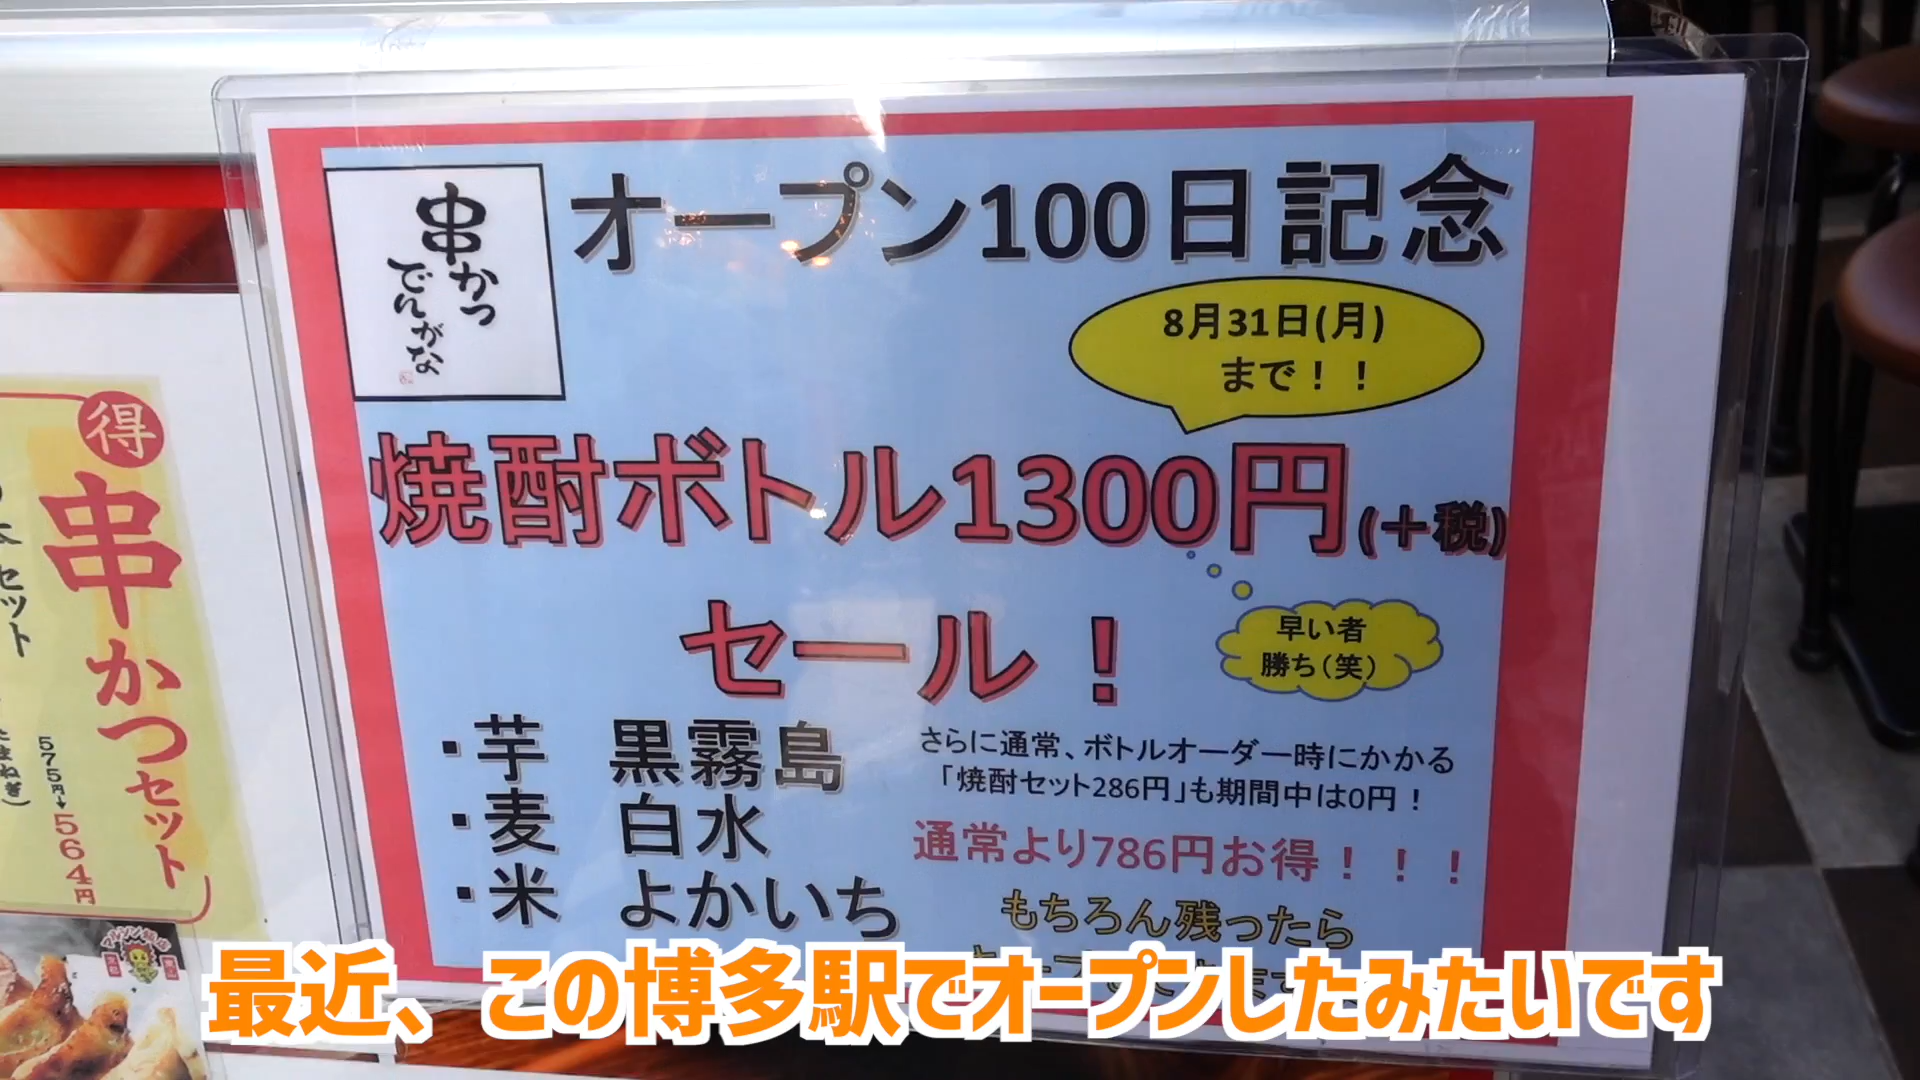 串かつ
でんがな
オープン100日記念
8月31日(月)
まで！！
焼酎ボトル1300円(+税)
セール！
早い者
勝ち(笑)
・芋 黒霧島
・麦 白水
・米 よかいち
さらに通常、ボトルオーダー時にかかる
「焼酎セット286円」も期間中は0円！
通常より786円お得！！！
もちろん残ったら
得
串かつセット
575円→564円
セット
最近、この博多駅でオープンしたみたいです